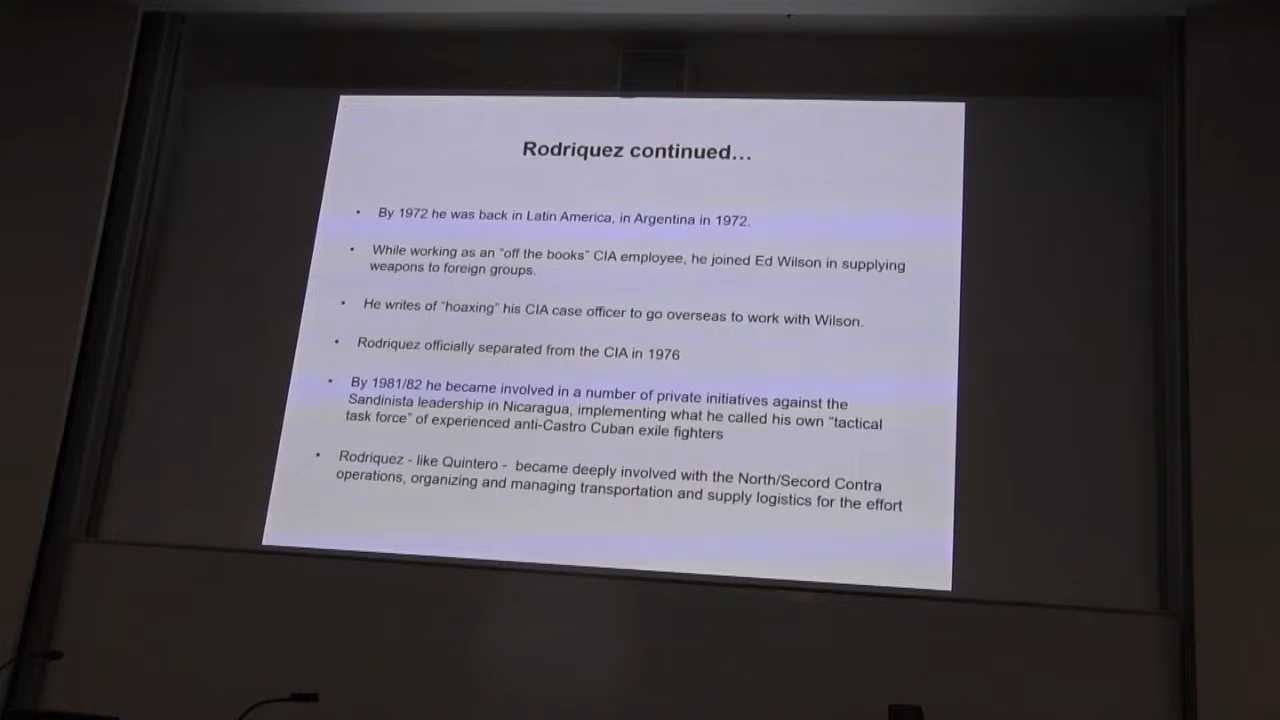 Rodriquez continued…
• By 1972 he was back in Latin America, in Argentina in 1972.
• While working as an "off the books" CIA employee, he joined Ed Wilson in supplying
weapons to foreign groups.
• He writes of "hoaxing" his CIA case officer to go overseas to work with Wilson.
• Rodriquez officially separated from the CIA in 1976
• By 1981/82 he became involved in a number of private initiatives against the
Sandinista leadership in Nicaragua, implementing what he called his own "tactical
task force" of experienced anti-Castro Cuban exile fighters
• Rodriquez - like Quintero - became deeply involved with the North/Secord Contra
operations, organizing and managing transportation and supply logistics for the effort